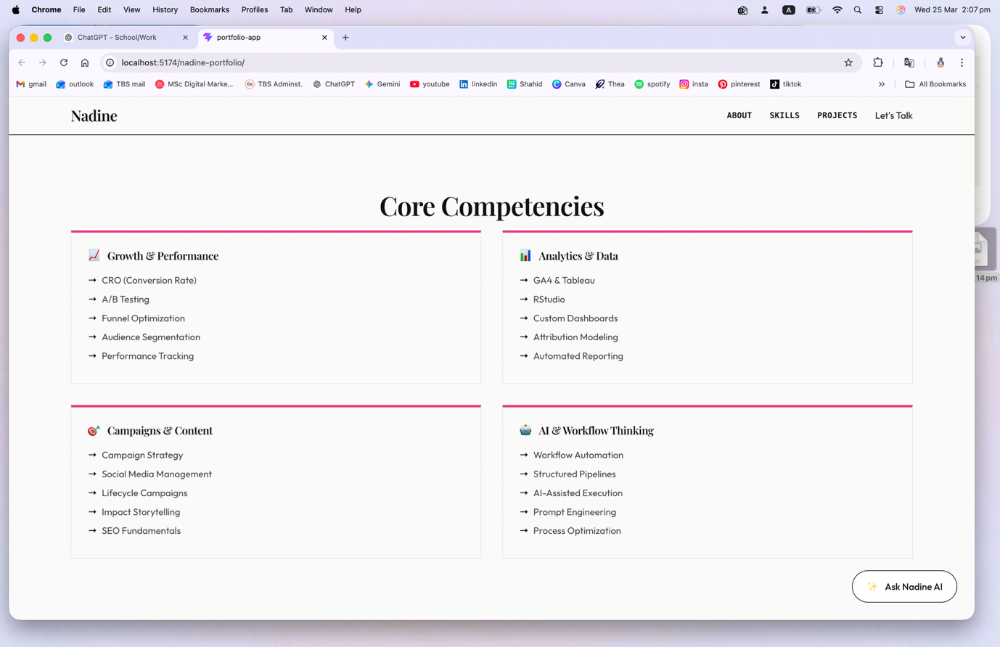 Chrome File Edit View History Bookmarks Profiles Tab Window Help A Wed 25 Mar 2:07 pm
ChatGPT - School/Work portfolio-app
localhost:5174/nadine-portfolio/
gmail outlook TBS mail MSc Digital Marke... TBS Adminst. ChatGPT Gemini youtube linkedin Shahid Canva Thea spotify insta pinterest tiktok All Bookmarks
Nadine ABOUT SKILLS PROJECTS Let's Talk
Core Competencies
Growth & Performance
→ CRO (Conversion Rate)
→ A/B Testing
→ Funnel Optimization
→ Audience Segmentation
→ Performance Tracking
Analytics & Data
→ GA4 & Tableau
→ RStudio
→ Custom Dashboards
→ Attribution Modeling
→ Automated Reporting
Campaigns & Content
→ Campaign Strategy
→ Social Media Management
→ Lifecycle Campaigns
→ Impact Storytelling
→ SEO Fundamentals
AI & Workflow Thinking
→ Workflow Automation
→ Structured Pipelines
→ AI-Assisted Execution
→ Prompt Engineering
→ Process Optimization
Ask Nadine AI
14 pm